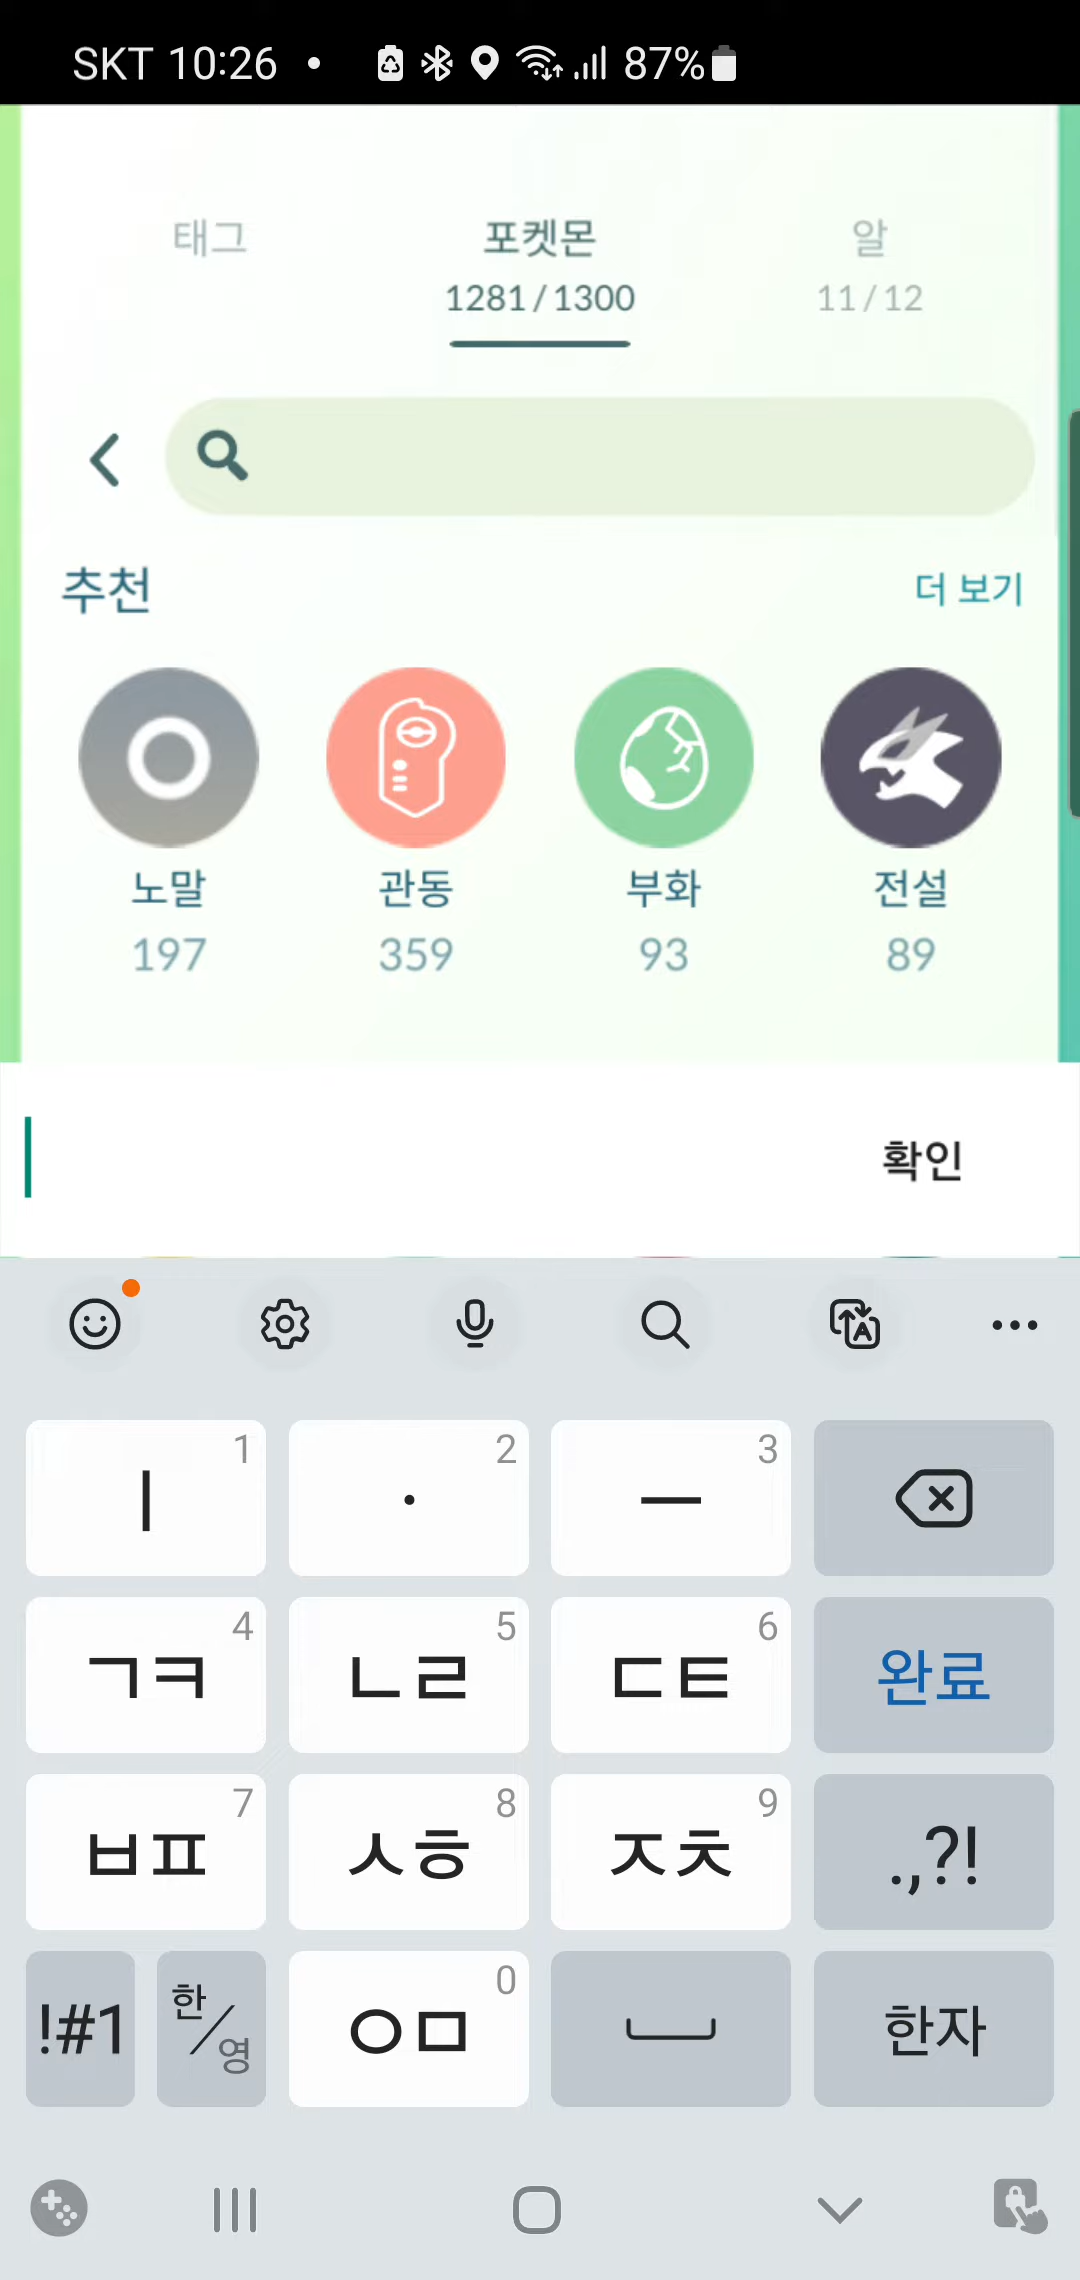 SKT 10:26 • 87%
태그 포켓몬 알
1281/1300 11/12
추천 더 보기
노말 관동 부화 전설
197 359 93 89
확인
ㅣ 1 · 2 ㅡ 3
ㄱㅋ 4 ㄴㄹ 5 ㄷㅌ 6 완료
ㅂㅍ 7 ㅅㅎ 8 ㅈㅊ 9 .,?!
!#1 한/영 ㅇㅁ 0 한자